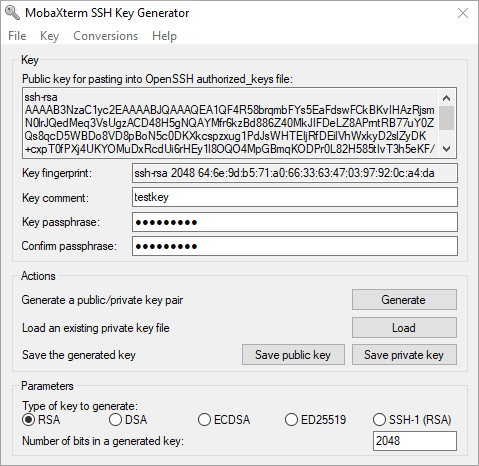 MobaXterm SSH Key Generator
File Key Conversions Help
Key
Public key for pasting into OpenSSH authorized_keys file:
ssh-rsa
AAAAB3NzaC1yc2EAAAABJQAAAQEA1QF4R58brqmbFYs5EaFdswFCkBKvIHAzRjsm
N0lrJQedMeq3VsUgzACD48H5gNQAYMfr6kzBd886Z40MkJIFDeLZ8APmtRB77uY0Z
Qs8qcD5WBDo8VD8pBoN5c0DKXkcspzxug1PdJsWHTEIjRfDEiIVhWxkyD2slZyDK
+cxpT0fPXj4UKYOMuDxRcdUi6rHEy1I8OQO4MpGBmqKODPr0L82H585tIvT3h5eKF/
Key fingerprint: ssh-rsa 2048 64:6e:9d:b5:71:a0:66:33:63:47:03:97:92:0c:a4:da
Key comment: testkey
Key passphrase: ●●●●●●●●●
Confirm passphrase: ●●●●●●●●●
Actions
Generate a public/private key pair Generate
Load an existing private key file Load
Save the generated key Save public key Save private key
Parameters
Type of key to generate:
RSA DSA ECDSA ED25519 SSH-1 (RSA)
Number of bits in a generated key: 2048